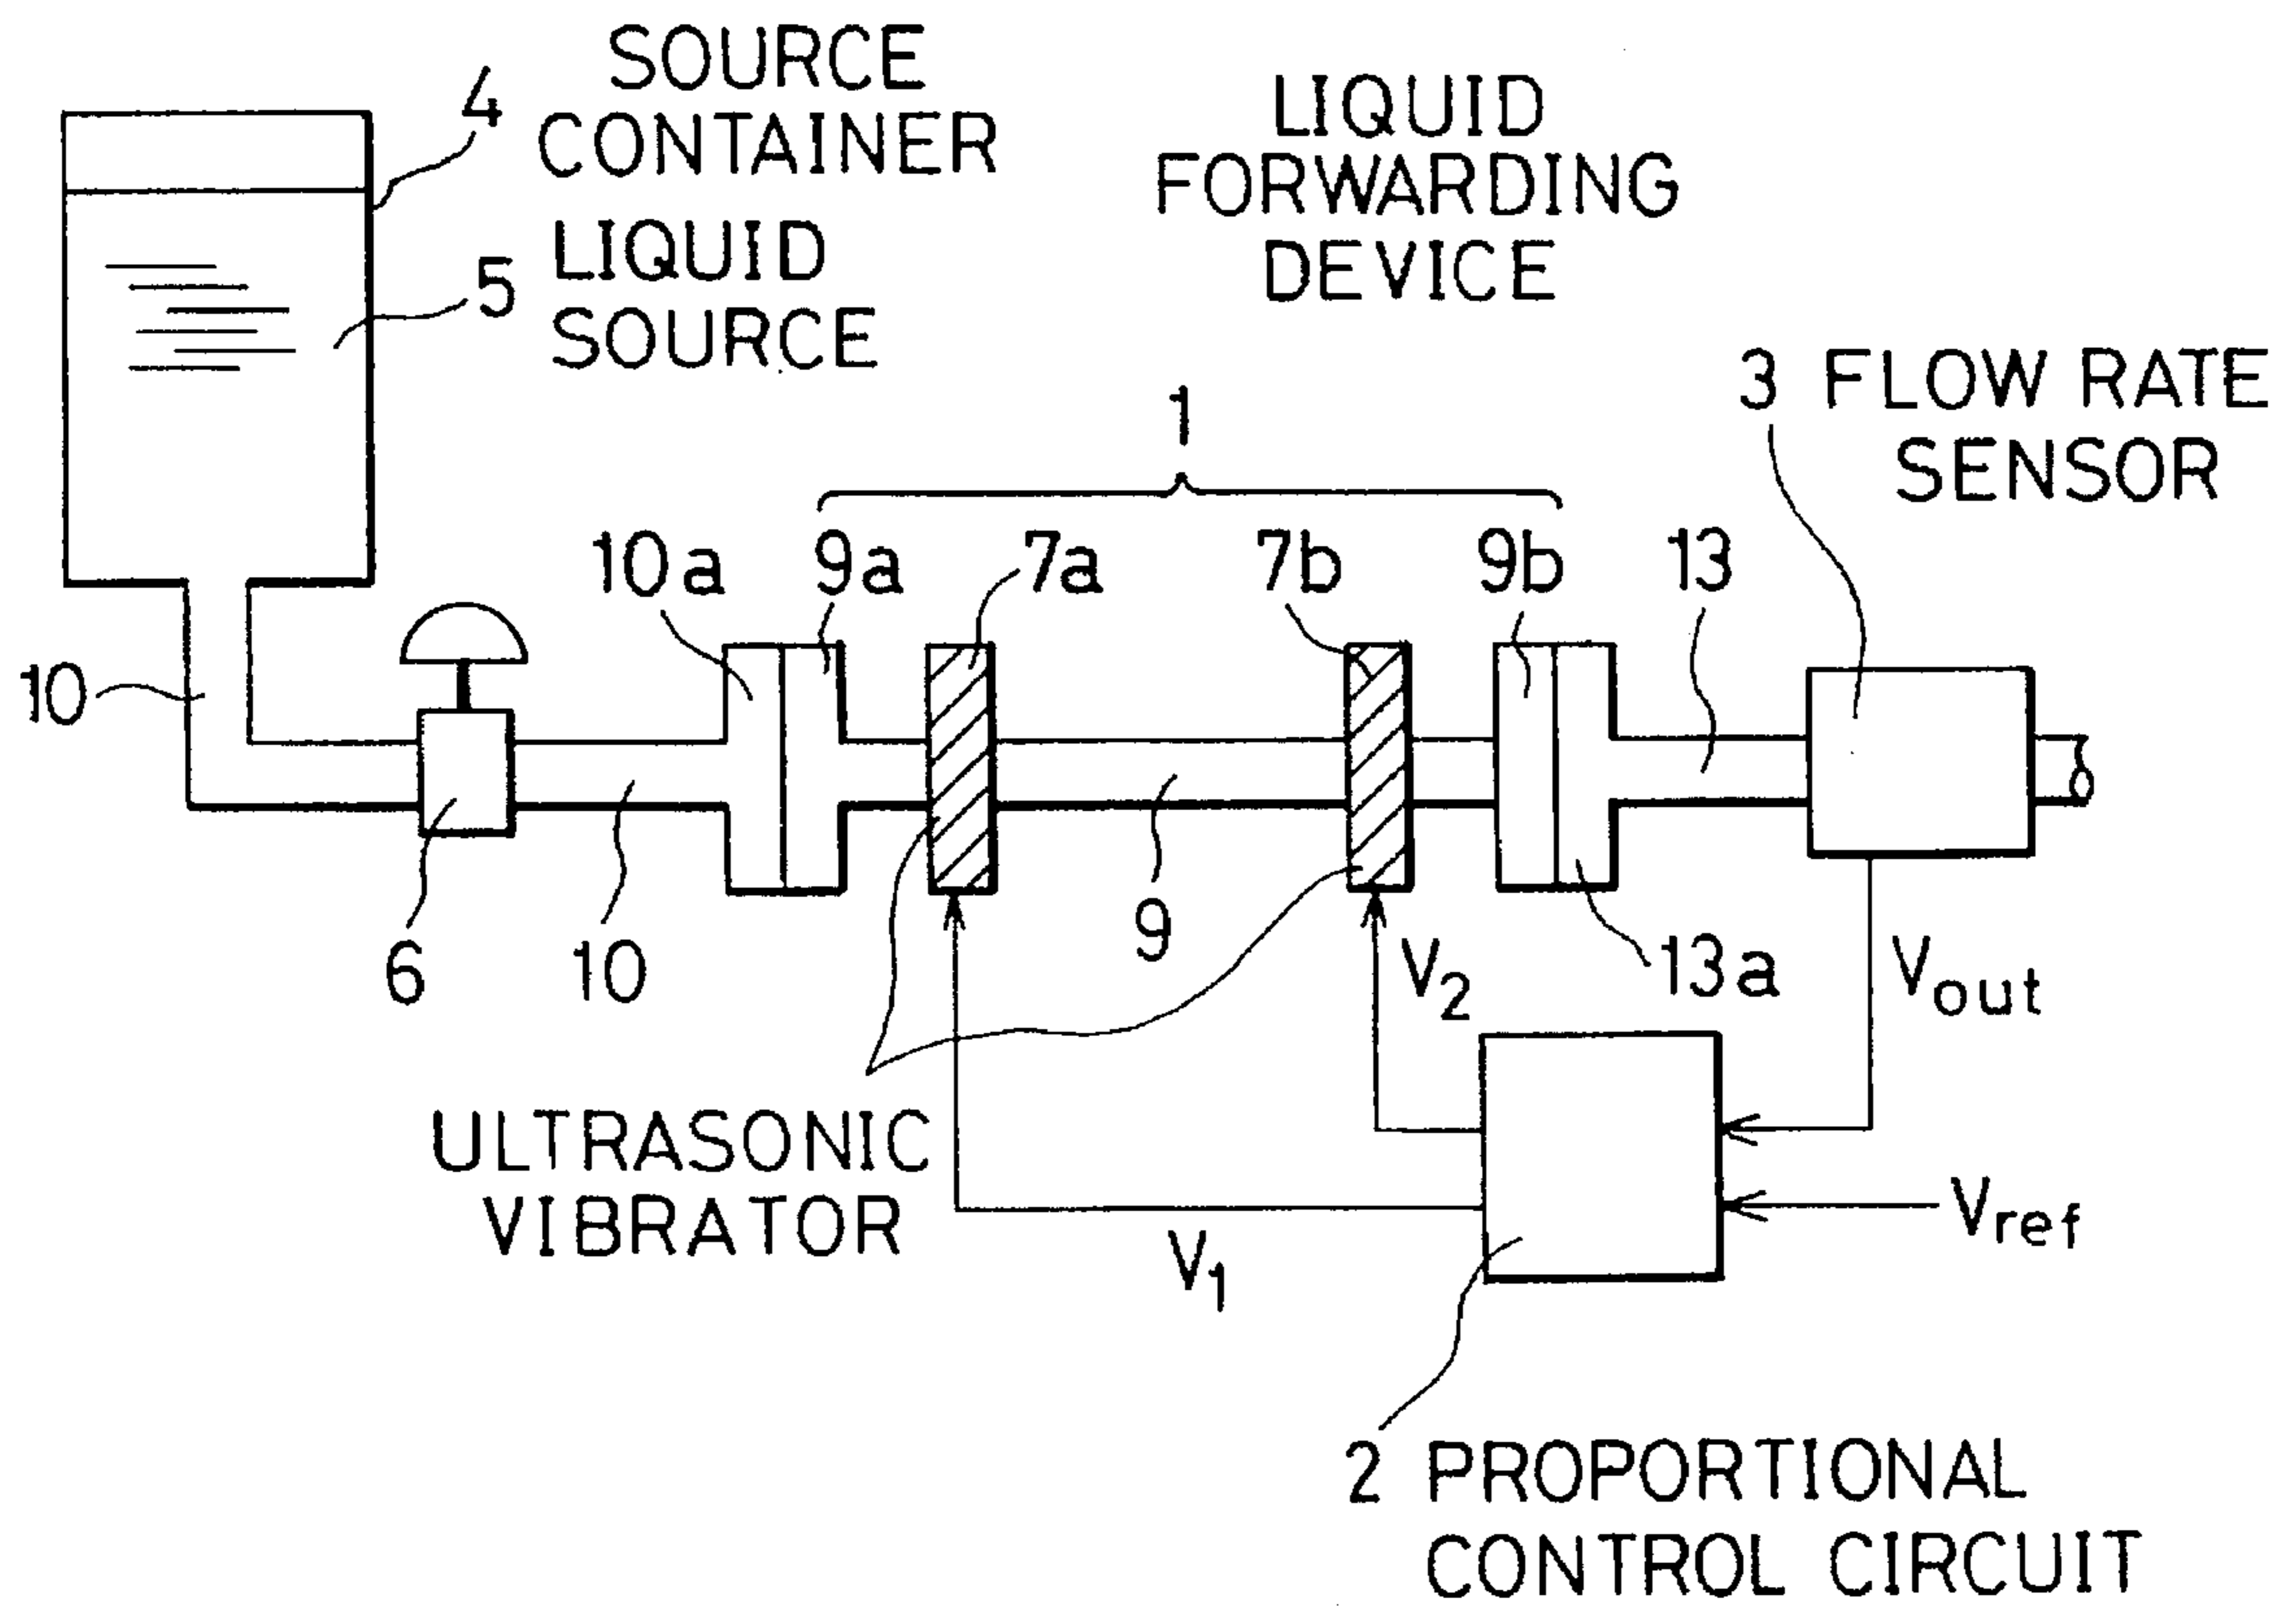 4 SOURCE
CONTAINER
5 LIQUID
SOURCE
LIQUID
FORWARDING
DEVICE
1
3 FLOW RATE
SENSOR
10a
9a
7a
7b
9b
13
10
6
10
9
13a
V2
Vout
ULTRASONIC
VIBRATOR
V1
Vref
2 PROPORTIONAL
CONTROL CIRCUIT